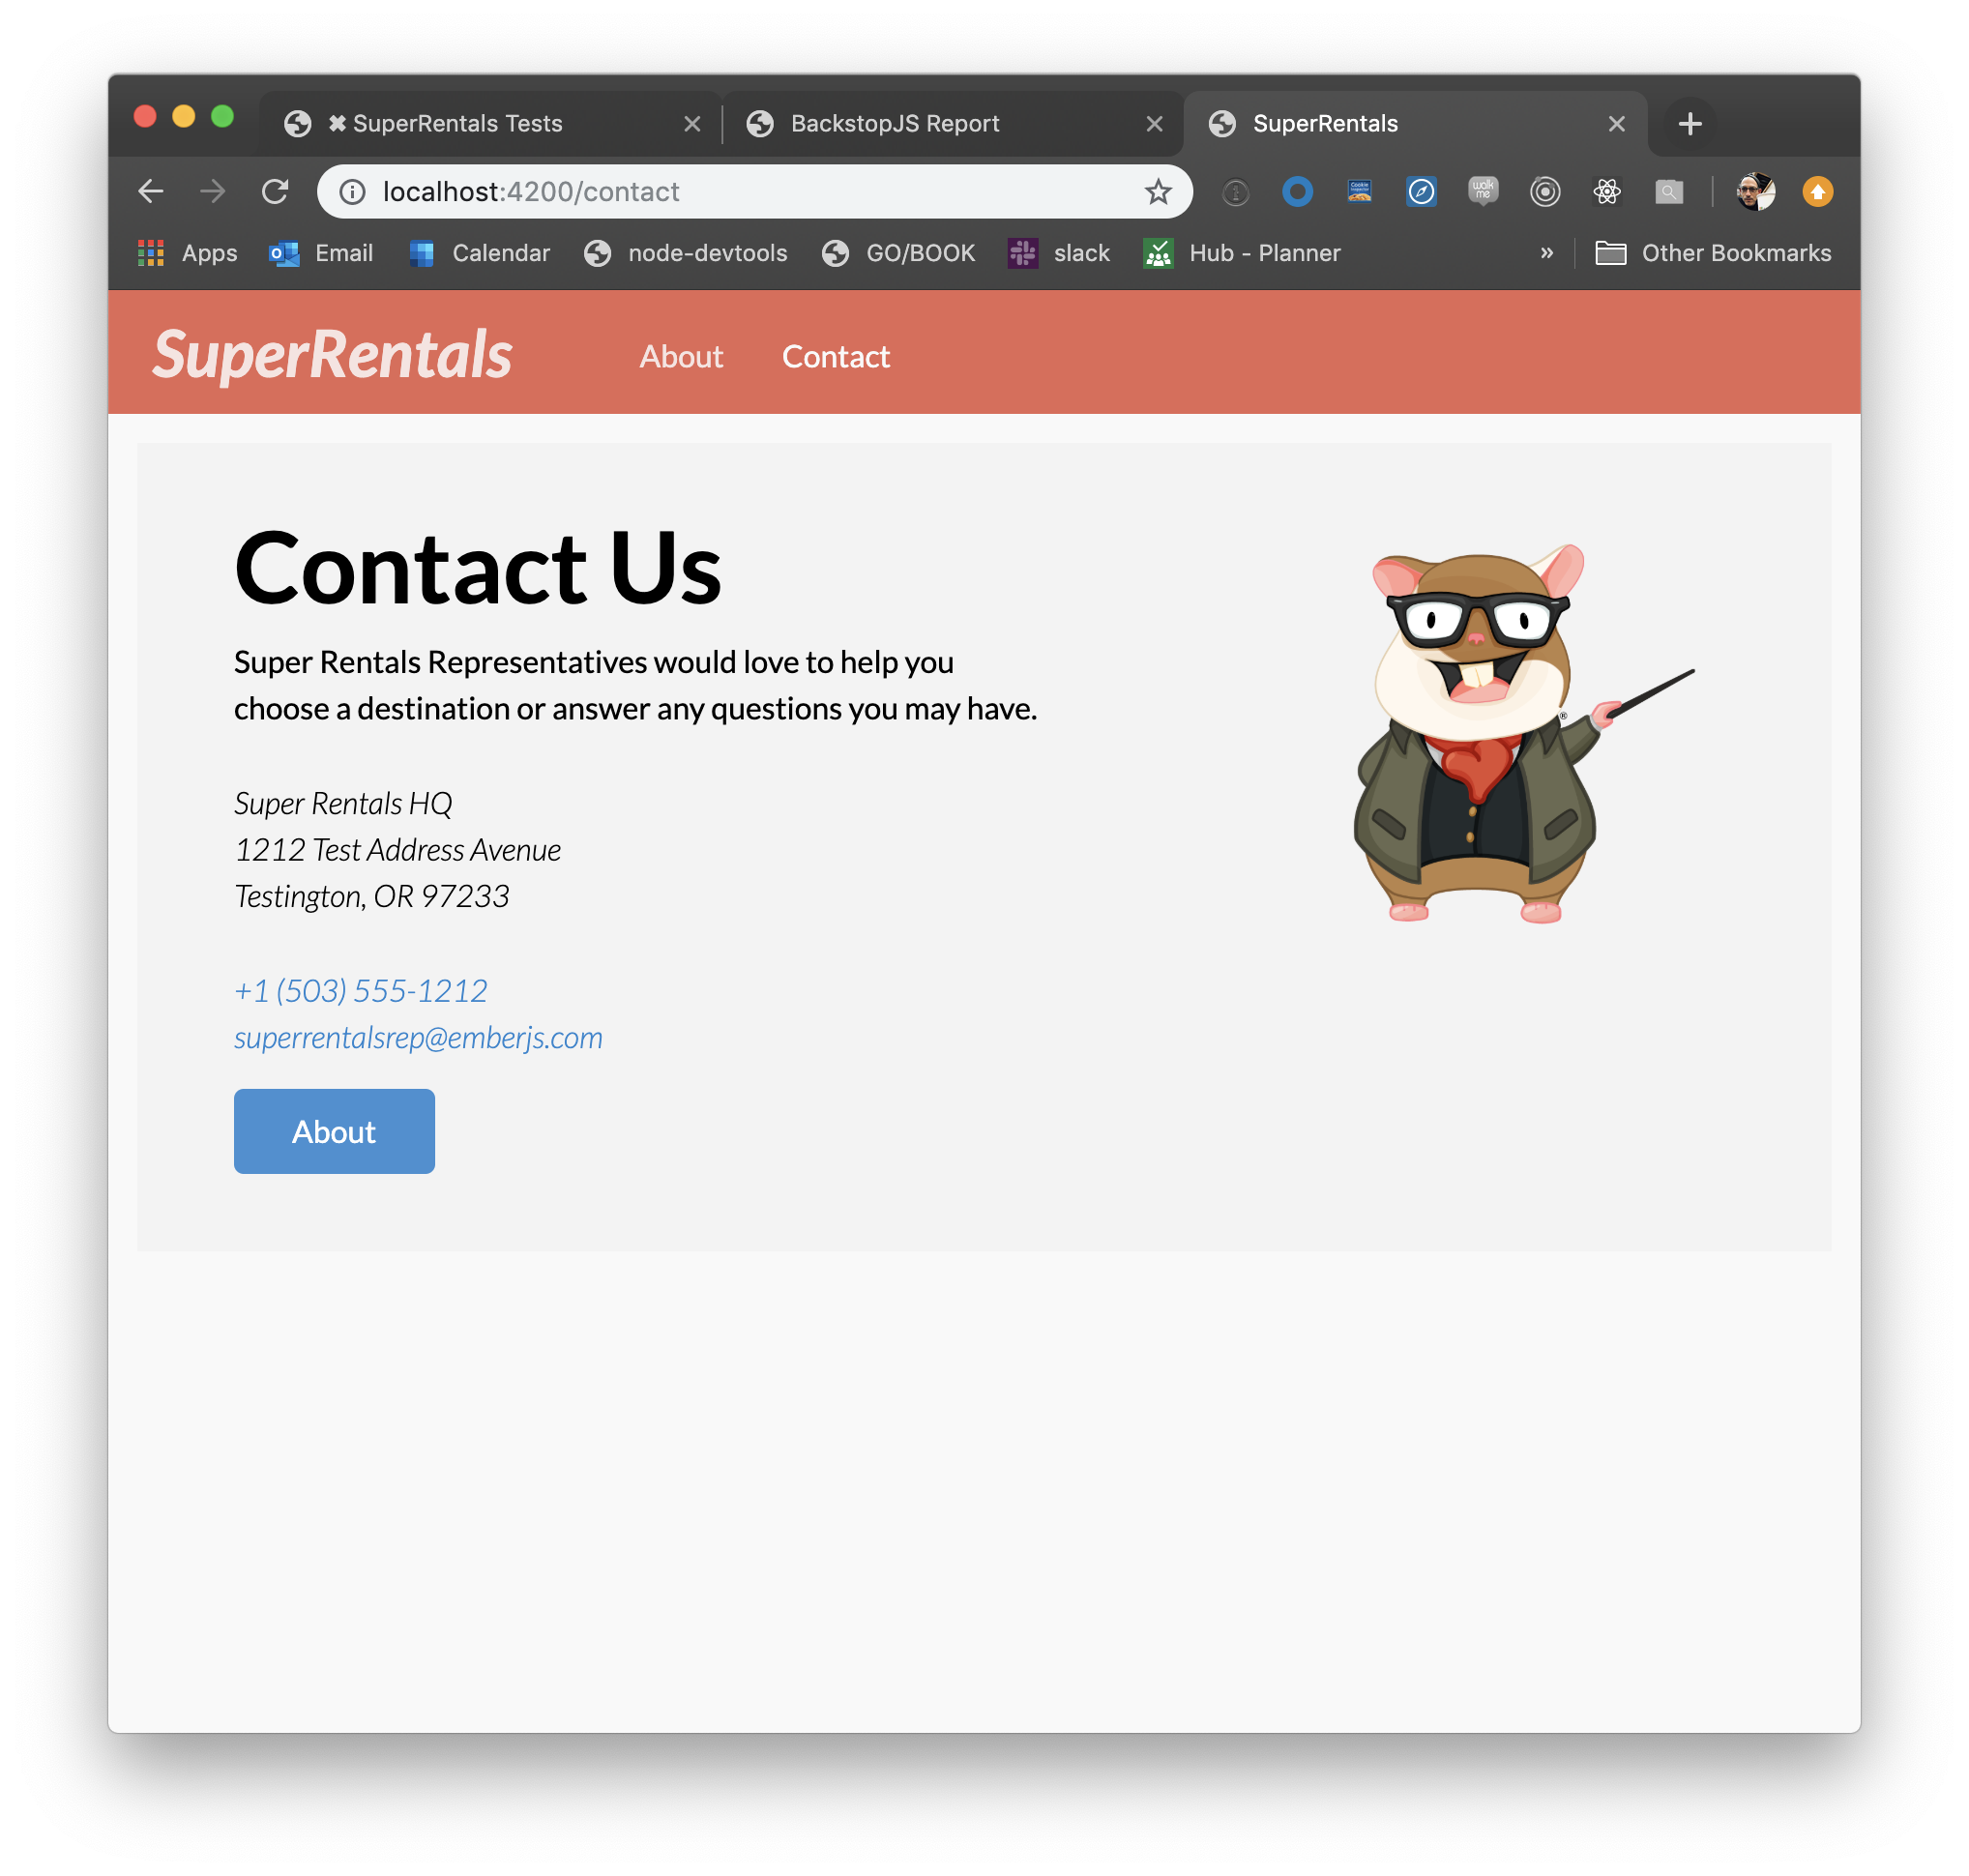 ✖ SuperRentals Tests
BackstopJS Report
SuperRentals
localhost:4200/contact
walk me
Apps
Email
Calendar
node-devtools
GO/BOOK
slack
Hub - Planner
»
Other Bookmarks
SuperRentals
About
Contact
Contact Us
Super Rentals Representatives would love to help you
choose a destination or answer any questions you may have.
Super Rentals HQ
1212 Test Address Avenue
Testington, OR 97233
+1 (503) 555-1212
superrentalsrep@emberjs.com
About
®